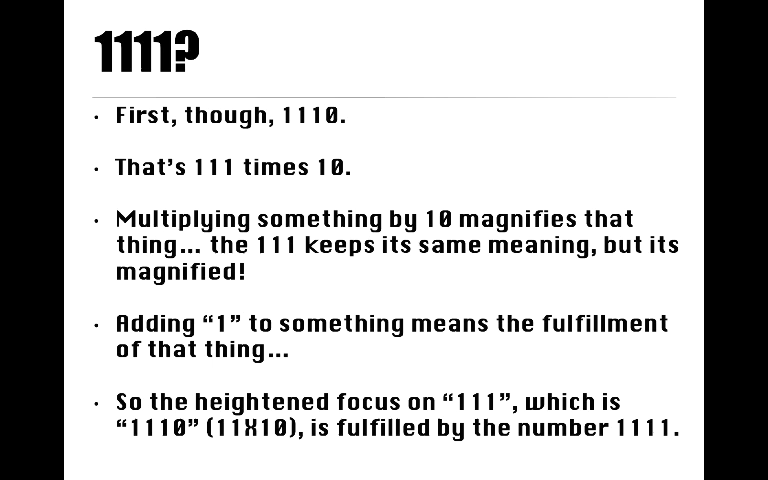 1111?
• First, though, 1110.
• That's 111 times 10.
• Multiplying something by 10 magnifies that
thing... the 111 keeps its same meaning, but its
magnified!
• Adding “1” to something means the fulfillment
of that thing...
• So the heightened focus on “111”, which is
“1110” (11X10), is fulfilled by the number 1111.